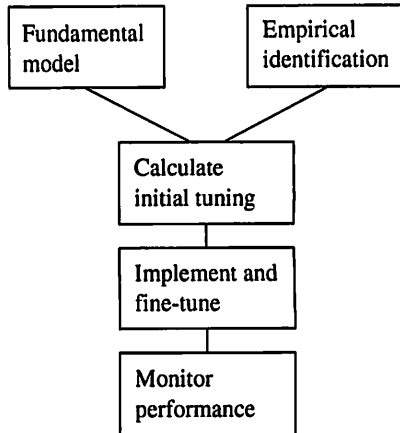 Fundamental
model
Empirical
identification
Calculate
initial tuning
Implement and
fine-tune
Monitor
performance